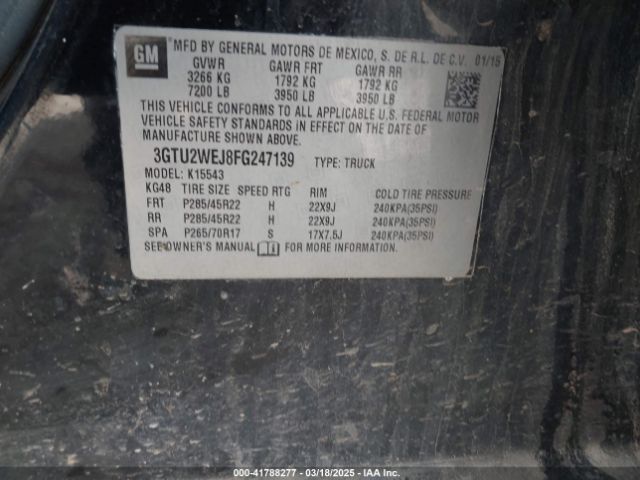 GM
MFD BY GENERAL MOTORS DE MEXICO, S. DE R.L. DE C.V. 01/15
GVWR GAWR FRT GAWR RR
3266 KG 1792 KG 1792 KG
7200 LB 3950 LB 3950 LB
THIS VEHICLE CONFORMS TO ALL APPLICABLE U.S. FEDERAL MOTOR
VEHICLE SAFETY STANDARDS IN EFFECT ON THE DATE OF
MANUFACTURE SHOWN ABOVE.
3GTU2WEJ8FG247139 TYPE: TRUCK
MODEL: K15543
KG48 TIRE SIZE SPEED RTG RIM COLD TIRE PRESSURE
FRT P285/45R22 H 22X9J 240KPA(35PSI)
RR P285/45R22 H 22X9J 240KPA(35PSI)
SPA P265/70R17 S 17X7.5J 240KPA(35PSI)
SEE OWNER'S MANUAL FOR MORE INFORMATION.
000-41788277 — 03/18/2025 — IAA Inc.